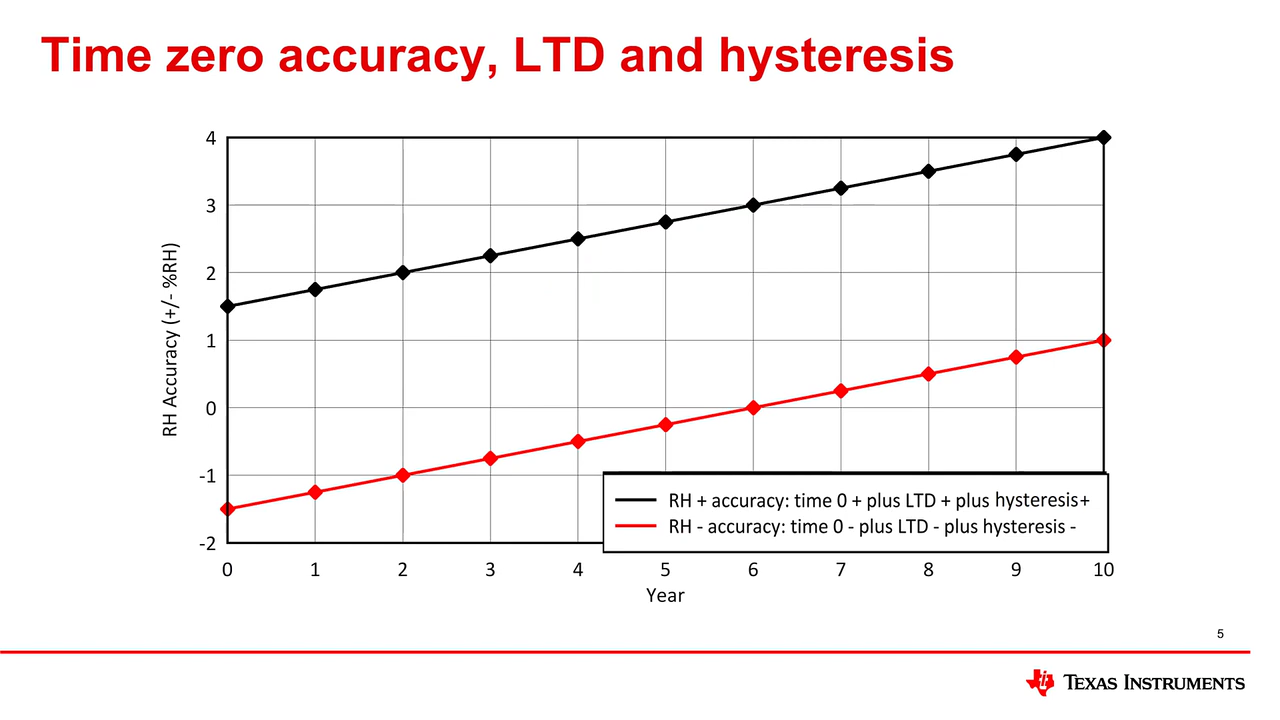 Time zero accuracy, LTD and hysteresis
4
3
2
1
0
-1
-2
RH Accuracy (+/- %RH)
RH + accuracy: time 0 + plus LTD + plus hysteresis+
RH - accuracy: time 0 - plus LTD - plus hysteresis -
0 1 2 3 4 5 6 7 8 9 10
Year
5
TEXAS INSTRUMENTS